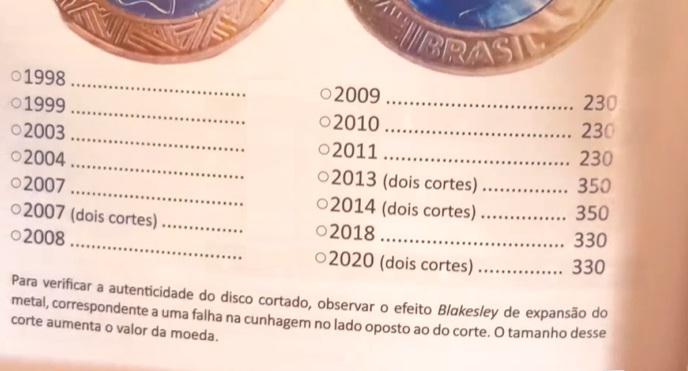 BRASIL
○1998 ..............................
○1999 ..............................
○2003 ..............................
○2004 ..............................
○2007 ..............................
○2007 (dois cortes) ..............
○2008 ..............................
○2009 .............................. 230
○2010 .............................. 230
○2011 .............................. 230
○2013 (dois cortes) .............. 350
○2014 (dois cortes) .............. 350
○2018 .............................. 330
○2020 (dois cortes) .............. 330
Para verificar a autenticidade do disco cortado, observar o efeito Blakesley de expansão do
metal, correspondente a uma falha na cunhagem no lado oposto ao do corte. O tamanho desse
corte aumenta o valor da moeda.